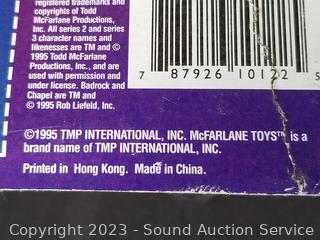 registered trademarks and
copyrights of Todd
McFarlane Productions,
Inc. All series 2 and series
3 character names and
likenesses are TM and ©
1995 Todd McFarlane
Productions, Inc., and are
used with permission and
under license. Badrock and
Chapel are TM and
© 1995 Rob Liefeld, Inc.
7 87926 10122 5
©1995 TMP INTERNATIONAL, INC. McFARLANE TOYS™ is a
brand name of TMP INTERNATIONAL, INC.
Printed in Hong Kong. Made in China.
Copyright 2023 - Sound Auction Service